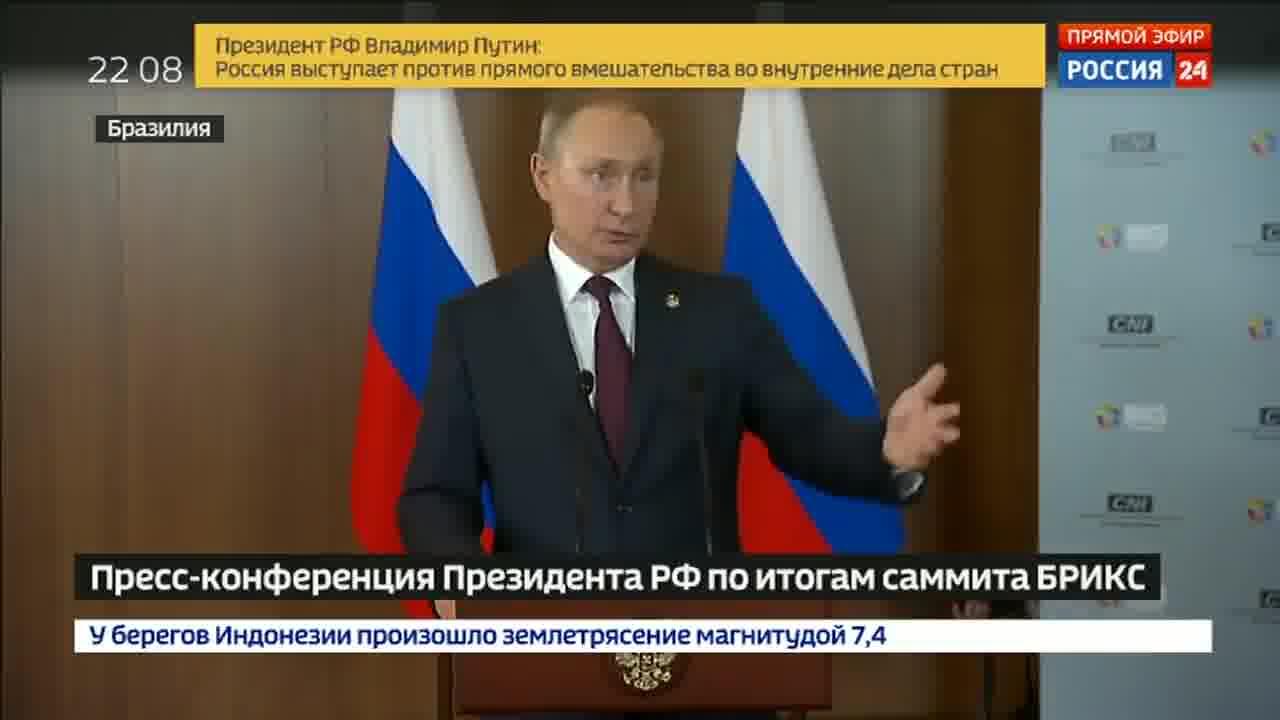 22 08
Президент РФ Владимир Путин:
Россия выступает против прямого вмешательства во внутренние дела стран
ПРЯМОЙ ЭФИР
РОССИЯ 24
Бразилия
CNI
CNI
CNI
Пресс-конференция Президента РФ по итогам саммита БРИКС
У берегов Индонезии произошло землетрясение магнитудой 7,4